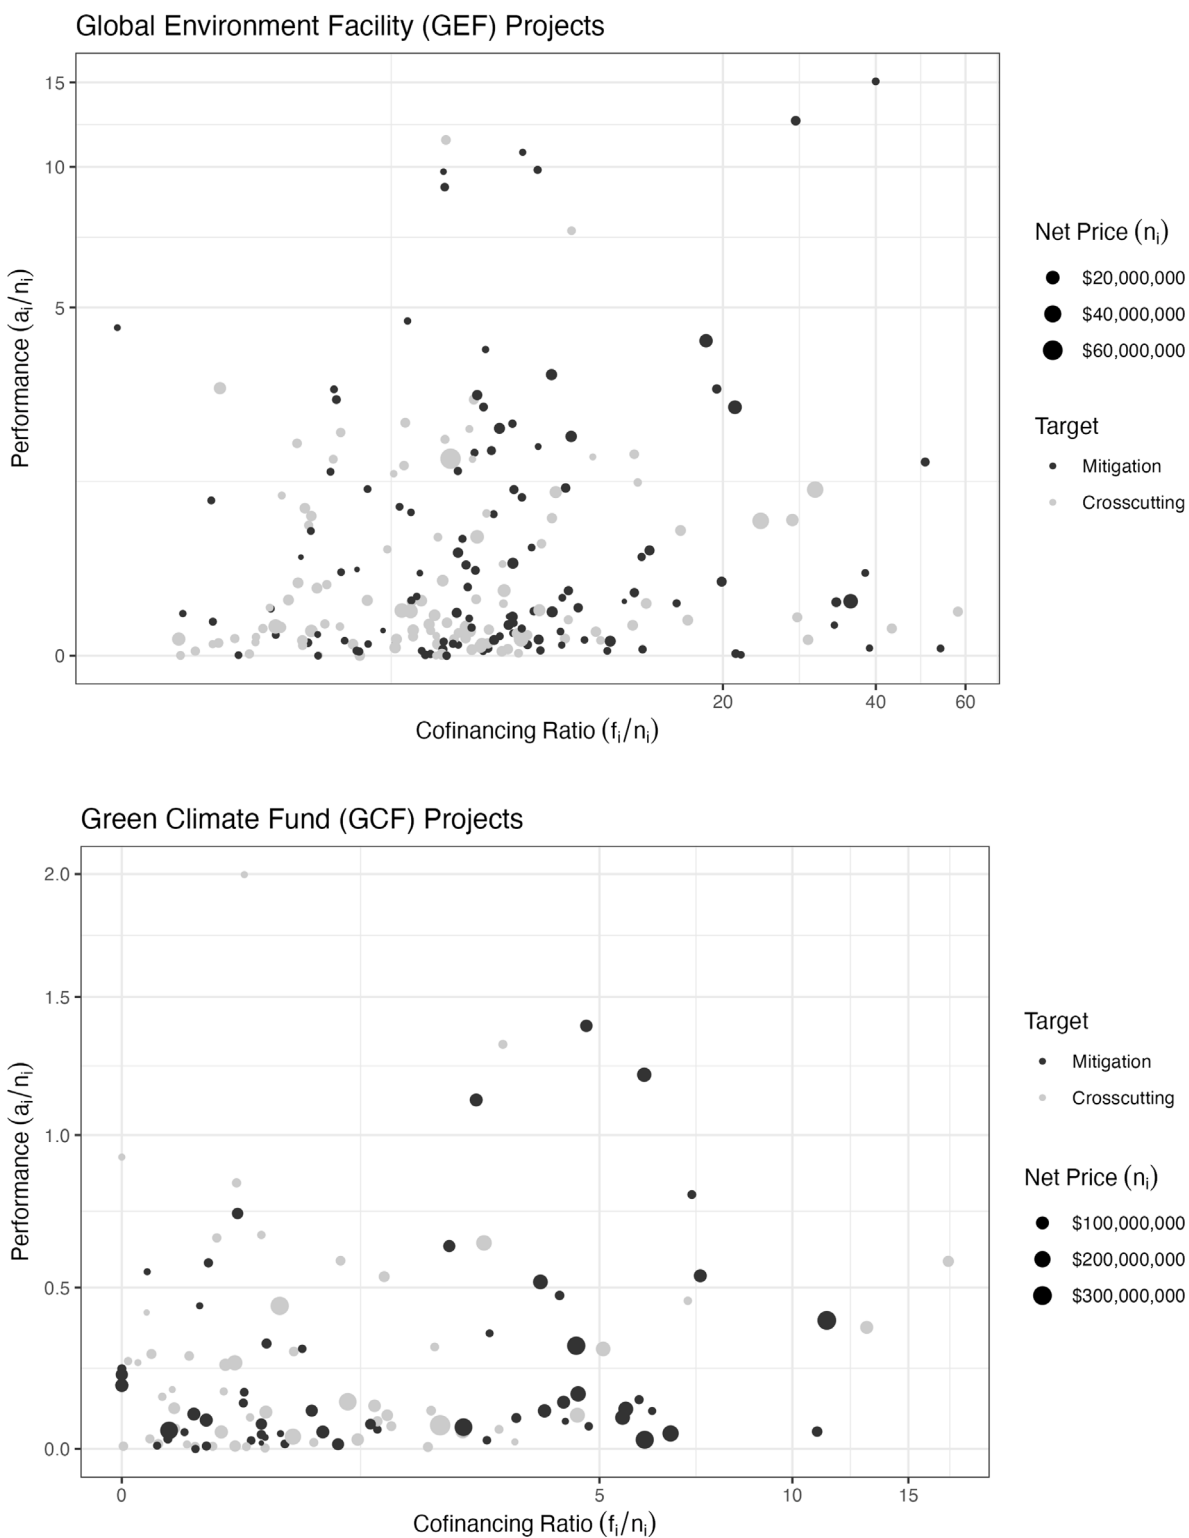 Global Environment Facility (GEF) Projects
15
10
5
0
Performance (aᵢ/nᵢ)
20
40
60
Cofinancing Ratio (fᵢ/nᵢ)
Net Price (nᵢ)
$20,000,000
$40,000,000
$60,000,000
Target
Mitigation
Crosscutting
Green Climate Fund (GCF) Projects
2.0
1.5
1.0
0.5
0.0
Performance (aᵢ/nᵢ)
0
5
10
15
Cofinancing Ratio (fᵢ/nᵢ)
Target
Mitigation
Crosscutting
Net Price (nᵢ)
$100,000,000
$200,000,000
$300,000,000